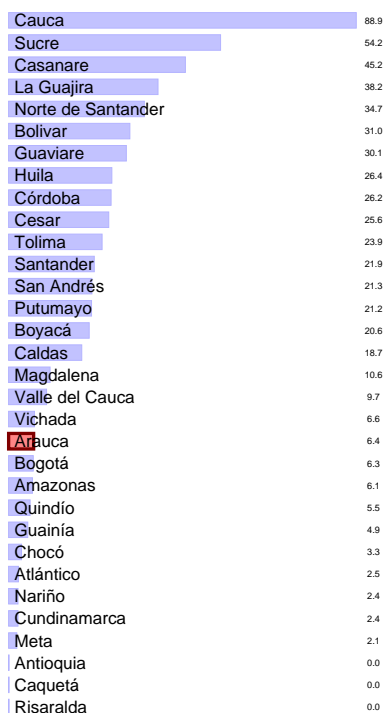 Cauca 88.9
Sucre 54.2
Casanare 45.2
La Guajira 38.2
Norte de Santander 34.7
Bolivar 31.0
Guaviare 30.1
Huila 26.4
Córdoba 26.2
Cesar 25.6
Tolima 23.9
Santander 21.9
San Andrés 21.3
Putumayo 21.2
Boyacá 20.6
Caldas 18.7
Magdalena 10.6
Valle del Cauca 9.7
Vichada 6.6
Arauca 6.4
Bogotá 6.3
Amazonas 6.1
Quindío 5.5
Guainía 4.9
Chocó 3.3
Atlántico 2.5
Nariño 2.4
Cundinamarca 2.4
Meta 2.1
Antioquia 0.0
Caquetá 0.0
Risaralda 0.0